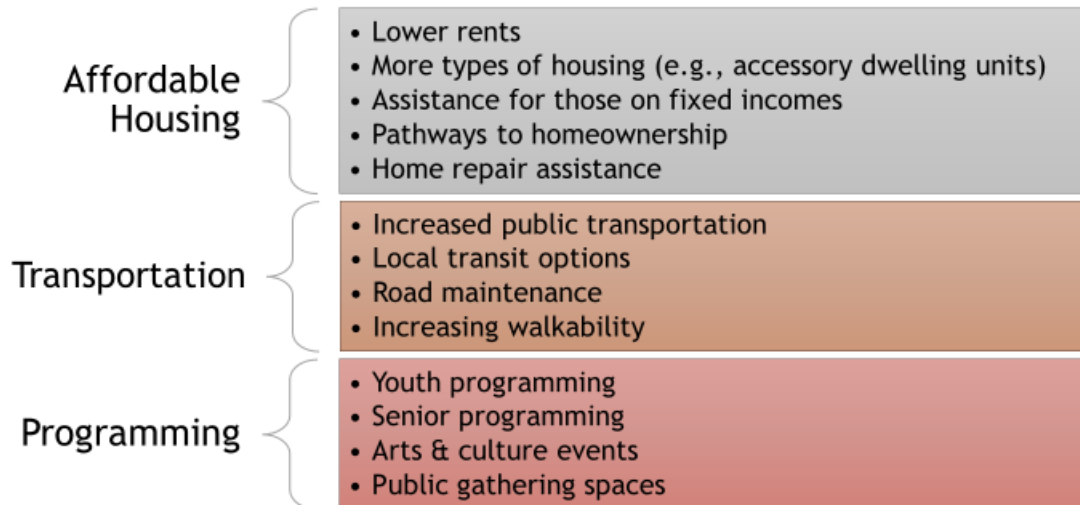 Affordable
Housing
• Lower rents
• More types of housing (e.g., accessory dwelling units)
• Assistance for those on fixed incomes
• Pathways to homeownership
• Home repair assistance
Transportation
• Increased public transportation
• Local transit options
• Road maintenance
• Increasing walkability
Programming
• Youth programming
• Senior programming
• Arts & culture events
• Public gathering spaces